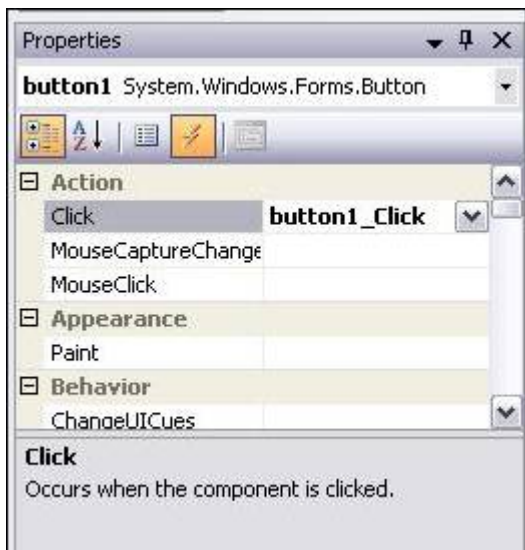 Properties
button1 System.Windows.Forms.Button
A
Z
Action
Click button1_Click
MouseCaptureChange
MouseClick
Appearance
Paint
Behavior
ChangeUICues
Click
Occurs when the component is clicked.